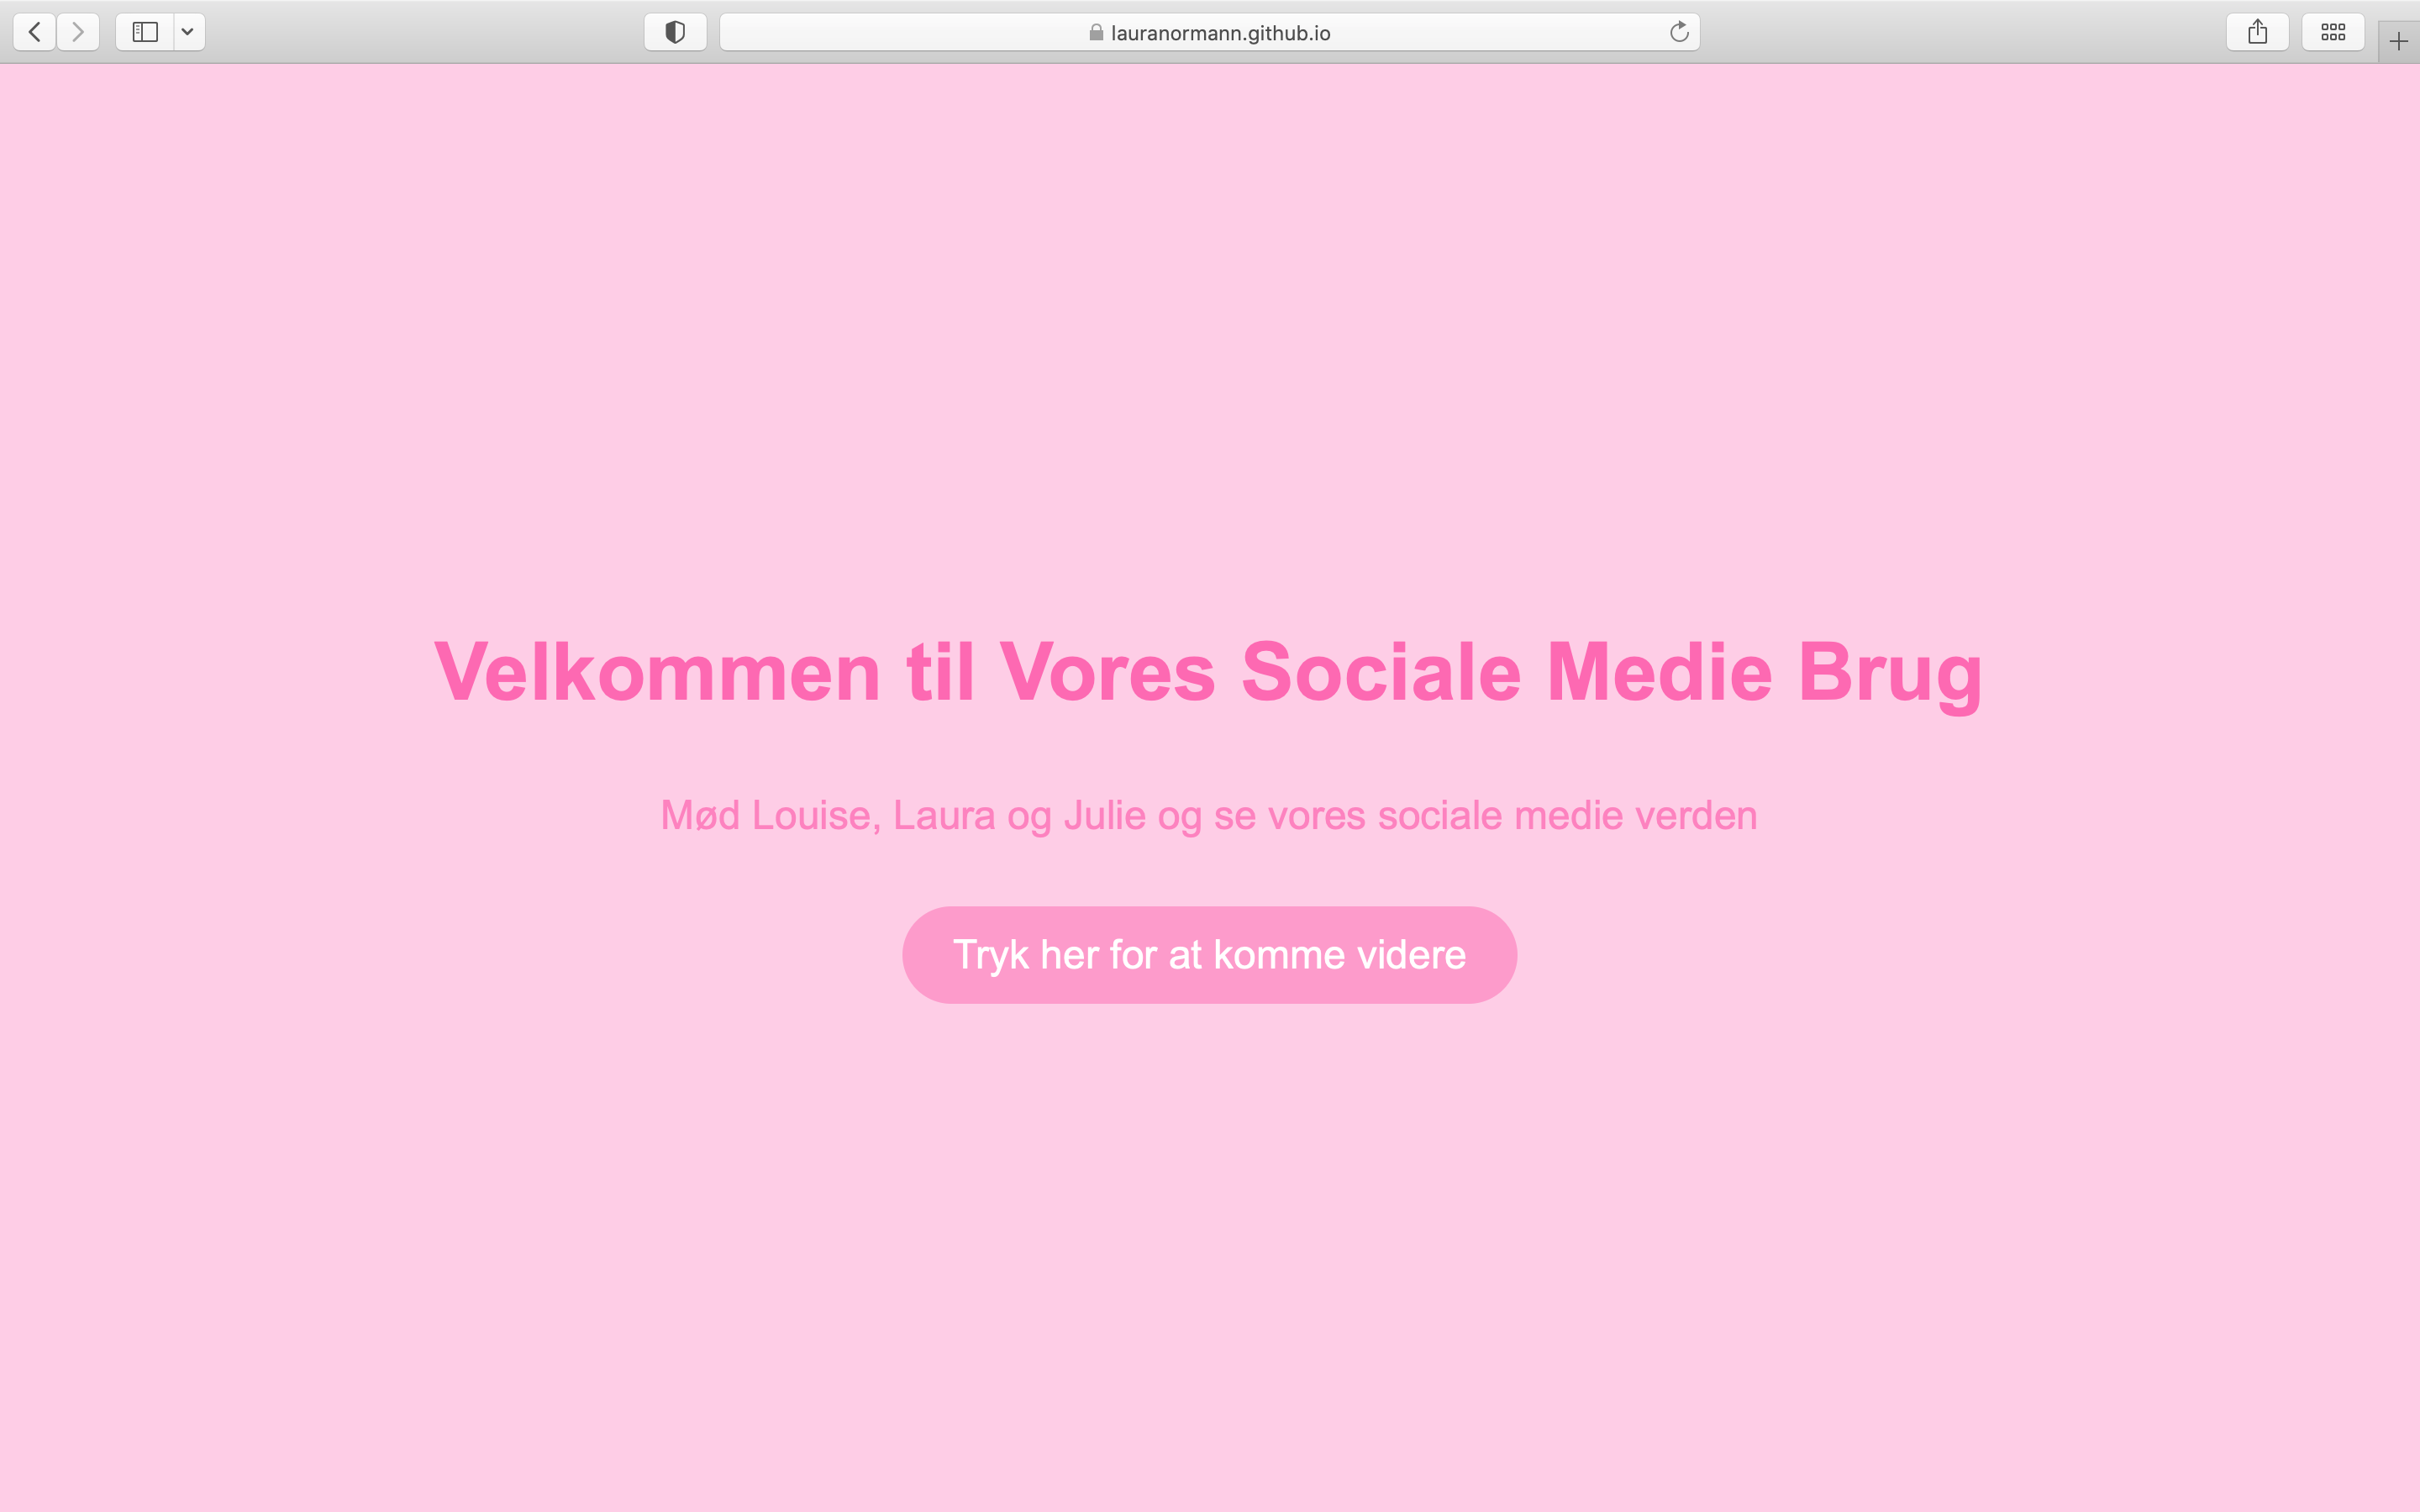 lauranormann.github.io
Velkommen til Vores Sociale Medie Brug
Mød Louise, Laura og Julie og se vores sociale medie verden
Tryk her for at komme videre